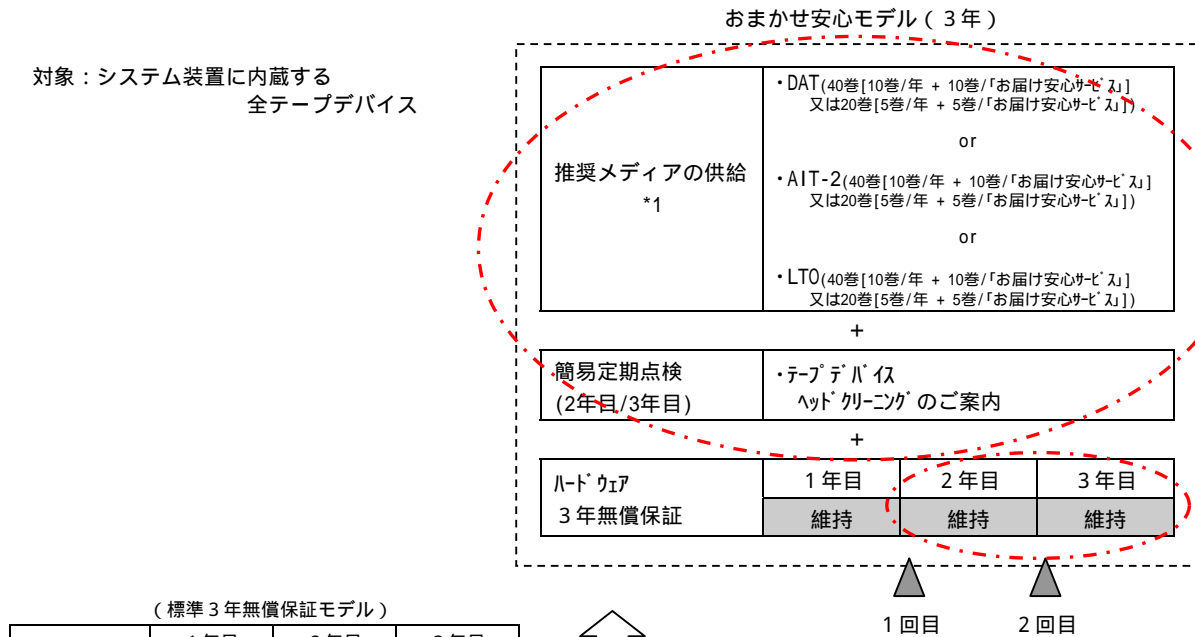 おまかせ安心モデル(3年)
対象:システム装置に内蔵する
全テープデバイス
推奨メディアの供給
*1
・DAT(40巻[10巻/年 + 10巻/「お届け安心ｻｰﾋﾞｽ」]
又は20巻[5巻/年 + 5巻/「お届け安心ｻｰﾋﾞｽ」])
or
・AIT-2(40巻[10巻/年 + 10巻/「お届け安心ｻｰﾋﾞｽ」]
又は20巻[5巻/年 + 5巻/「お届け安心ｻｰﾋﾞｽ」])
or
・LTO(40巻[10巻/年 + 10巻/「お届け安心ｻｰﾋﾞｽ」]
又は20巻[5巻/年 + 5巻/「お届け安心ｻｰﾋﾞｽ」])
+
簡易定期点検
(2年目/3年目)
・ﾃｰﾌﾟﾃﾞﾊﾞｲｽ
ﾍｯﾄﾞｸﾘｰﾆﾝｸﾞのご案内
+
ﾊｰﾄﾞｳｪｱ
3年無償保証
1年目 2年目 3年目
維持 維持 維持
1回目 2回目
(標準3年無償保証モデル)